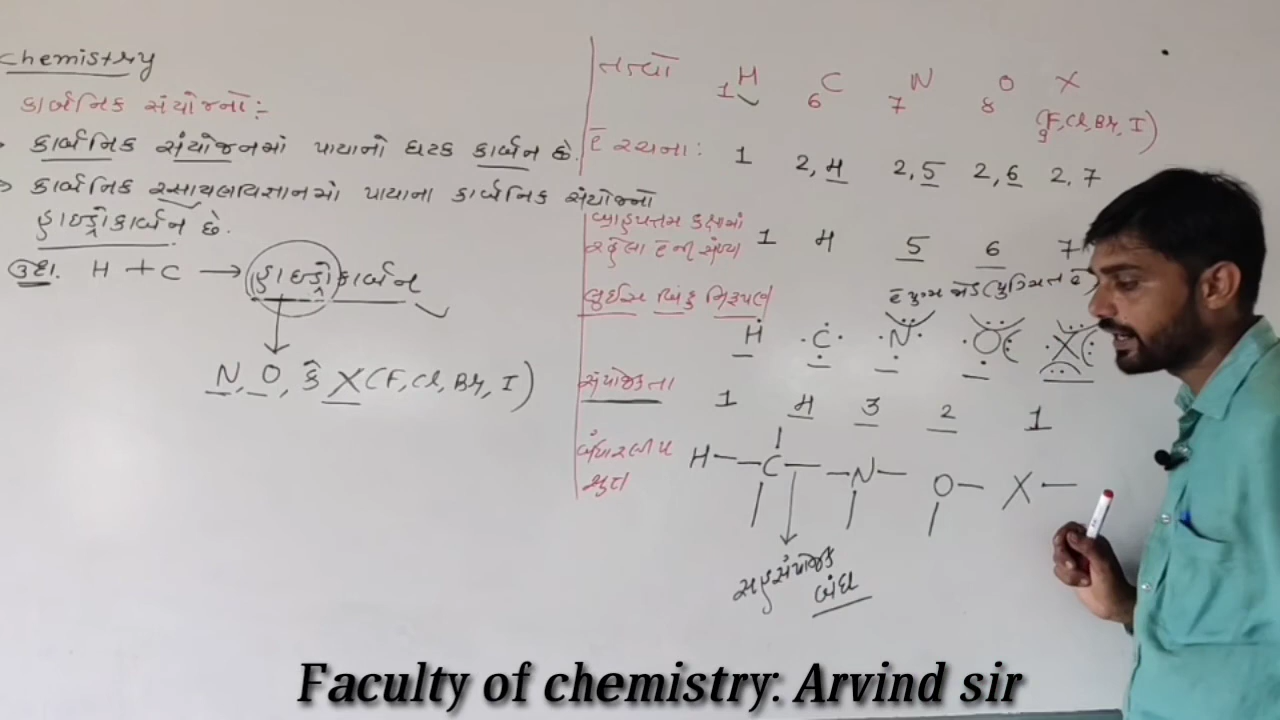 Chemistry
કાર્બનિક સંયોજનો :-
કાર્બનિક સંયોજનમાં પાયાનો ઘટક કાર્બન છે.
કાર્બનિક રસાયણવિજ્ઞાનમાં પાયાના કાર્બનિક સંયોજનો
હાઇડ્રોકાર્બન છે.
ઉદા. H + C → હાઇડ્રોકાર્બન
N, O, કે X (F, Cl, Br, I)
તત્ત્વો 1H 6C 7N 8O X
9(F, Cl, Br, I)
e̅ રચના: 1 2,4 2,5 2,6 2,7
બાહ્યતમ કક્ષામાં
રહેલા e̅ ની સંખ્યા 1 4 5 6 7
e̅ યુગ્મ જોડ (યુગ્મિત e̅
લુઈસ બિંદુ નિરૂપણ
H C N O X
સંયોજકતા 1 4 3 2 1
બંધારણીય
સૂત્ર
H— —C— —N— O— X—
સહસંયોજક
બંધ
Faculty of chemistry: Arvind sir